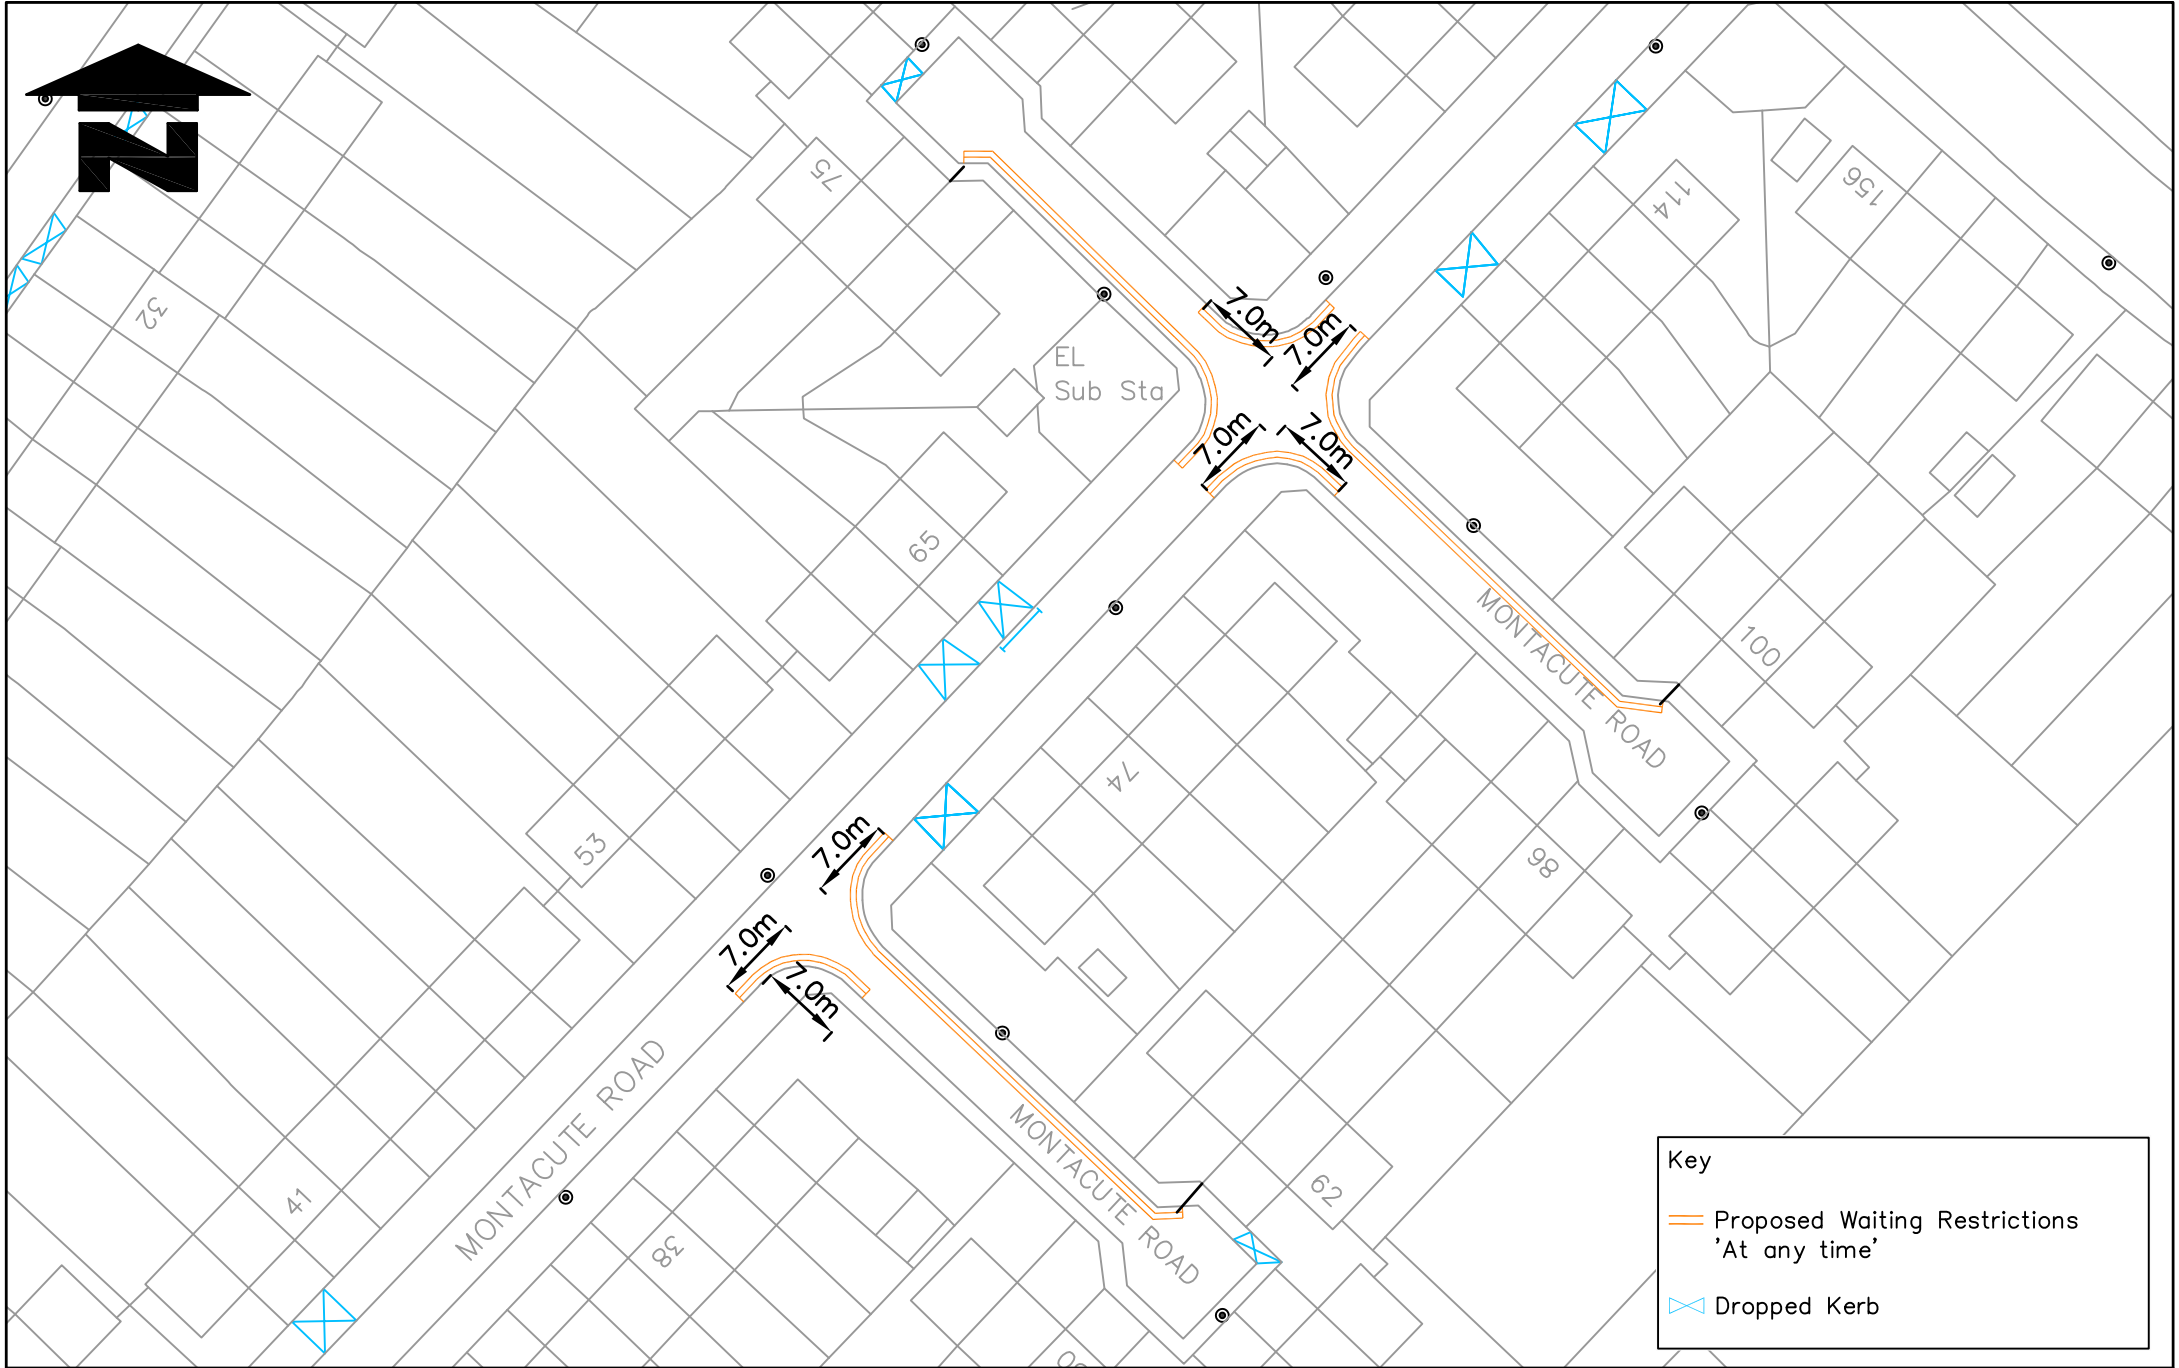 N
75
114
156
32
7.0m
7.0m
EL
Sub Sta
7.0m
7.0m
65
MONTACUTE ROAD
100
74
7.0m
53
98
7.0m
7.0m
MONTACUTE ROAD
MONTACUTE ROAD
41
38
62
Key
Proposed Waiting Restrictions
'At any time'
Dropped Kerb